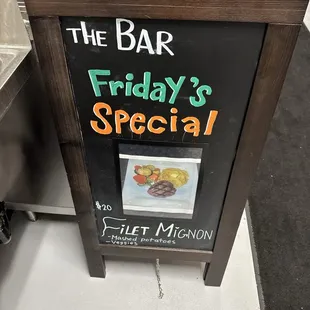 THE BAR
FridaY's
Special
$20
FILET MIGNON
-Mashed potatoes
-Veggies